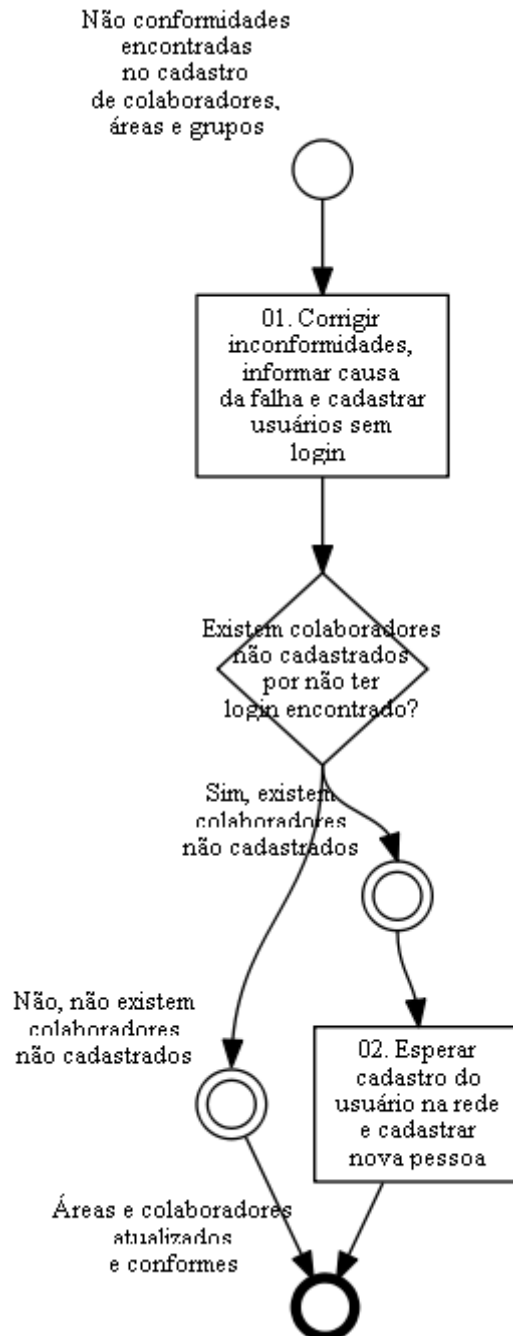 Não conformidades
encontradas
no cadastro
de colaboradores,
áreas e grupos
01. Corrigir
inconformidades,
informar causa
da falha e cadastrar
usuários sem
login
Existem colaboradores
não cadastrados
por não ter
login encontrado?
Sim, existem
colaboradores
não cadastrados
Não, não existem
colaboradores
não cadastrados
02. Esperar
cadastro do
usuário na rede
e cadastrar
nova pessoa
Áreas e colaboradores
atualizados
e conformes